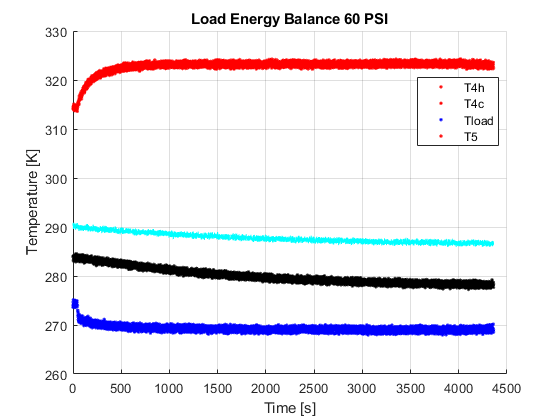 Load Energy Balance 60 PSI
330
320
310
300
290
280
270
260
Temperature [K]
T4h
T4c
Tload
T5
0 500 1000 1500 2000 2500 3000 3500 4000 4500
Time [s]